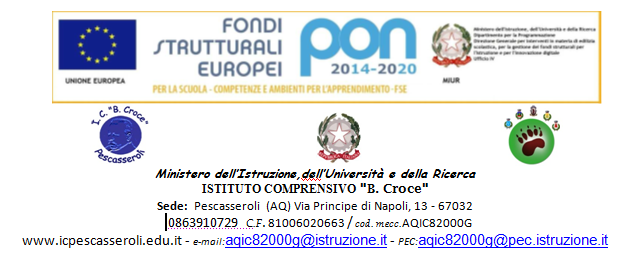 FONDI
STRUTTURALI
EUROPEI
pon
2014-2020
UNIONE EUROPEA
PER LA SCUOLA - COMPETENZE E AMBIENTI PER L'APPRENDIMENTO - FSE
Ministero dell'Istruzione, dell'Università e della Ricerca
Dipartimento per la Programmazione
Direzione Generale per interventi in materia di edilizia
scolastica, per la gestione dei fondi strutturali per
l'istruzione e per l'innovazione digitale
Ufficio IV
MIUR
I. C. "B. Croce"
Pescasseroli
Ministero dell'Istruzione,dell'Università e della Ricerca
ISTITUTO COMPRENSIVO "B. Croce"
Sede: Pescasseroli (AQ) Via Principe di Napoli, 13 - 67032
0863910729 C.F. 81006020663 / cod. mecc.AQIC82000G
www.icpescasseroli.edu.it - e-mail:aqic82000g@istruzione.it - PEC:aqic82000g@pec.istruzione.it